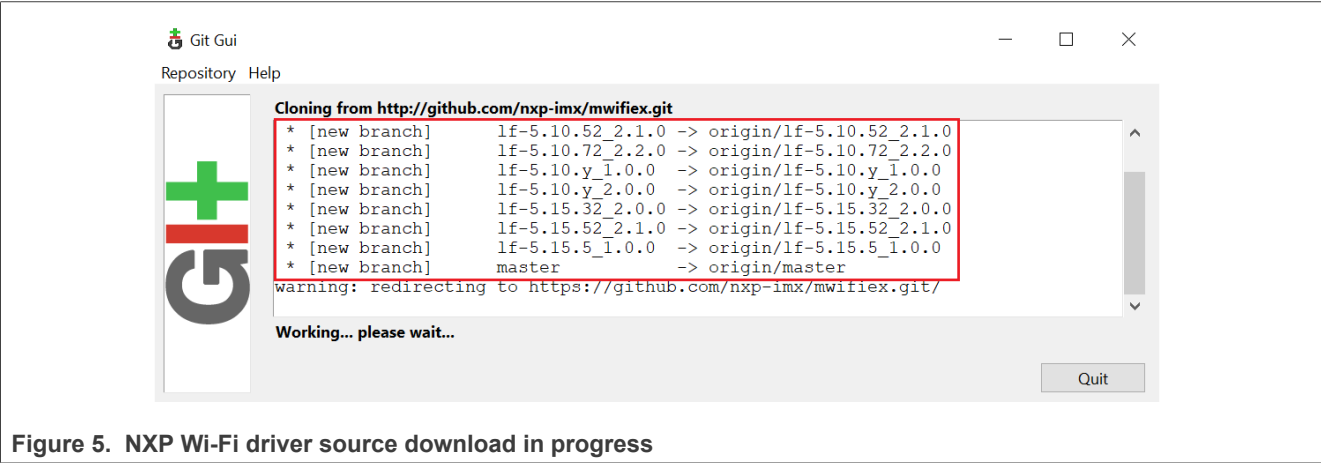 Git Gui
Repository Help
Cloning from http://github.com/nxp-imx/mwifiex.git
* [new branch]      lf-5.10.52_2.1.0 -> origin/lf-5.10.52_2.1.0
* [new branch]      lf-5.10.72_2.2.0 -> origin/lf-5.10.72_2.2.0
* [new branch]      lf-5.10.y_1.0.0  -> origin/lf-5.10.y_1.0.0
* [new branch]      lf-5.10.y_2.0.0  -> origin/lf-5.10.y_2.0.0
* [new branch]      lf-5.15.32_2.0.0 -> origin/lf-5.15.32_2.0.0
* [new branch]      lf-5.15.52_2.1.0 -> origin/lf-5.15.52_2.1.0
* [new branch]      lf-5.15.5_1.0.0  -> origin/lf-5.15.5_1.0.0
* [new branch]      master           -> origin/master
warning: redirecting to https://github.com/nxp-imx/mwifiex.git/
GIt
Working... please wait...
Quit
Figure 5. NXP Wi-Fi driver source download in progress